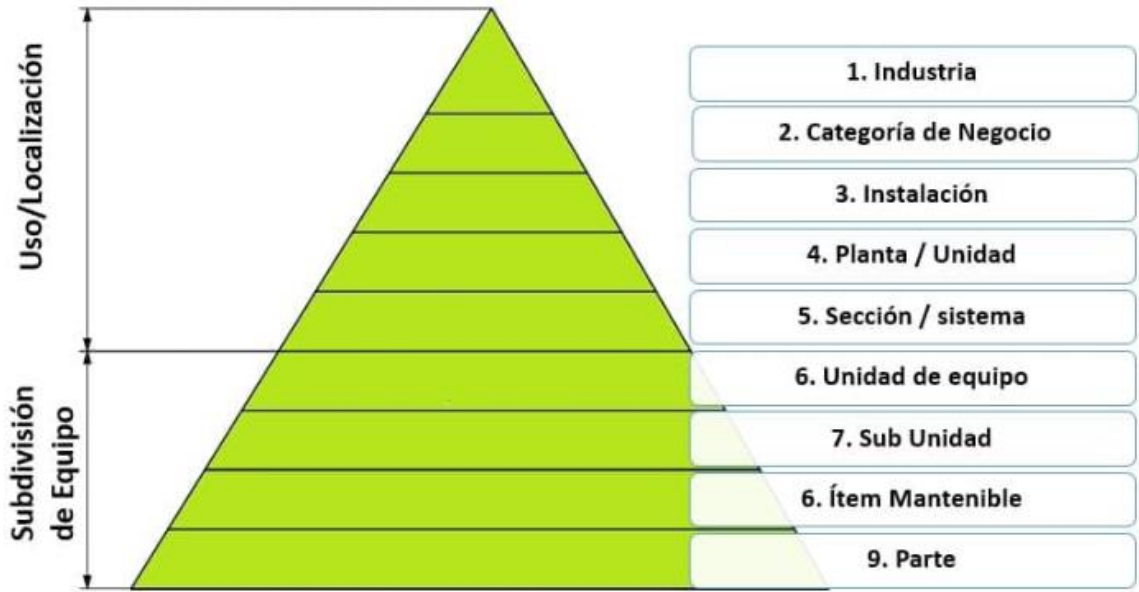 Uso/Localización
Subdivisión
de Equipo
1. Industria
2. Categoría de Negocio
3. Instalación
4. Planta / Unidad
5. Sección / sistema
6. Unidad de equipo
7. Sub Unidad
6. Ítem Mantenible
9. Parte